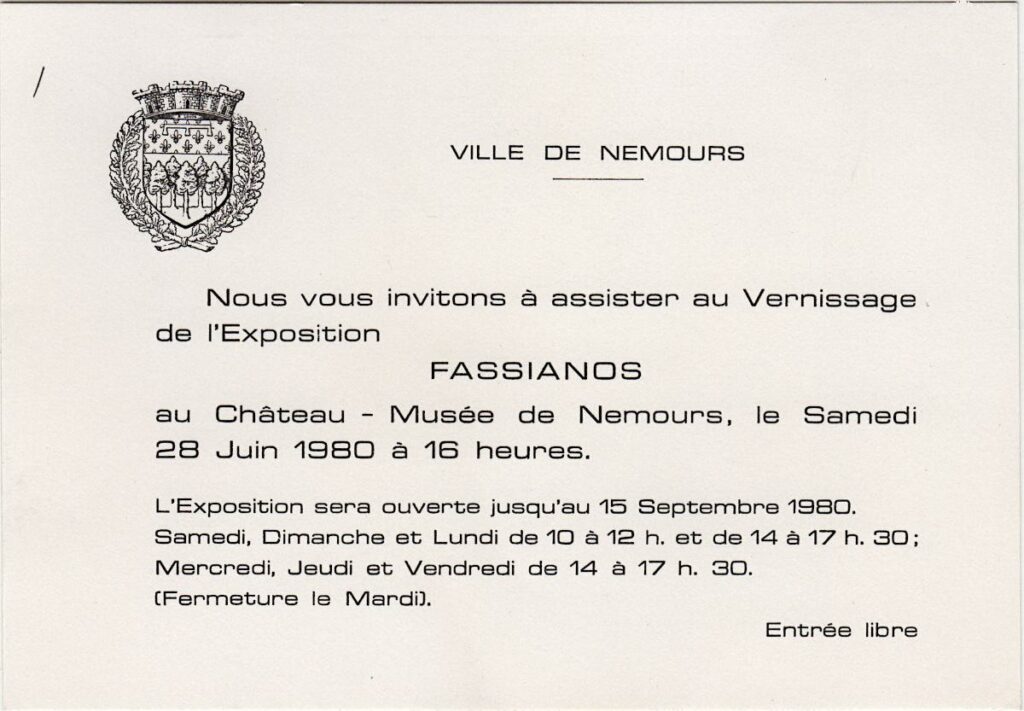 VILLE DE NEMOURS
Nous vous invitons à assister au Vernissage
de l'Exposition
FASSIANOS
au Château - Musée de Nemours, le Samedi
28 Juin 1980 à 16 heures.
L'Exposition sera ouverte jusqu'au 15 Septembre 1980.
Samedi, Dimanche et Lundi de 10 à 12 h. et de 14 à 17 h. 30 ;
Mercredi, Jeudi et Vendredi de 14 à 17 h. 30.
(Fermeture le Mardi).
Entrée libre